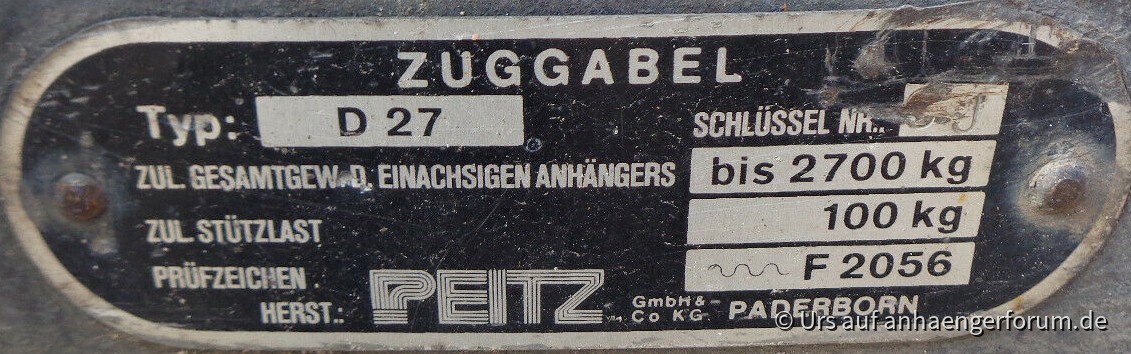 ZUGGABEL
Typ: D 27
SCHLÜSSEL NR.:
ZUL. GESAMTGEW. D. EINACHSIGEN ANHÄNGERS bis 2700 kg
ZUL. STÜTZLAST 100 kg
PRÜFZEICHEN F 2056
HERST.: PEITZ GmbH & Co KG - PADERBORN
© Urs auf anhaengerforum.de